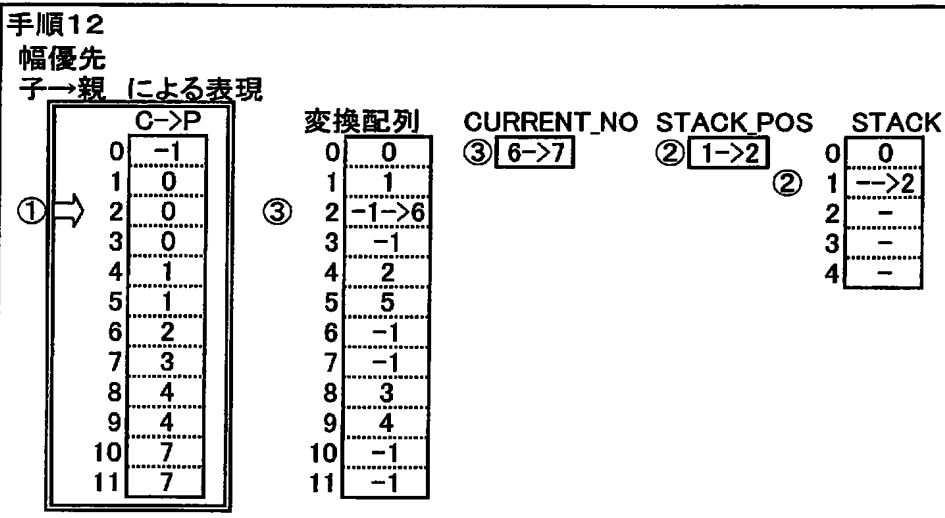 手順12
幅優先
子→親 による表現
C->P 変換配列 CURRENT_NO STACK_POS STACK
0 -1 0 0 ③ 6->7 ② 1->2 0 0
1 0 1 1 ② 1 -->2
① ⇨ 2 0 ③ 2 -1->6 2 -
3 0 3 -1 3 -
4 1 4 2 4 -
5 1 5 5
6 2 6 -1
7 3 7 -1
8 4 8 3
9 4 9 4
10 7 10 -1
11 7 11 -1